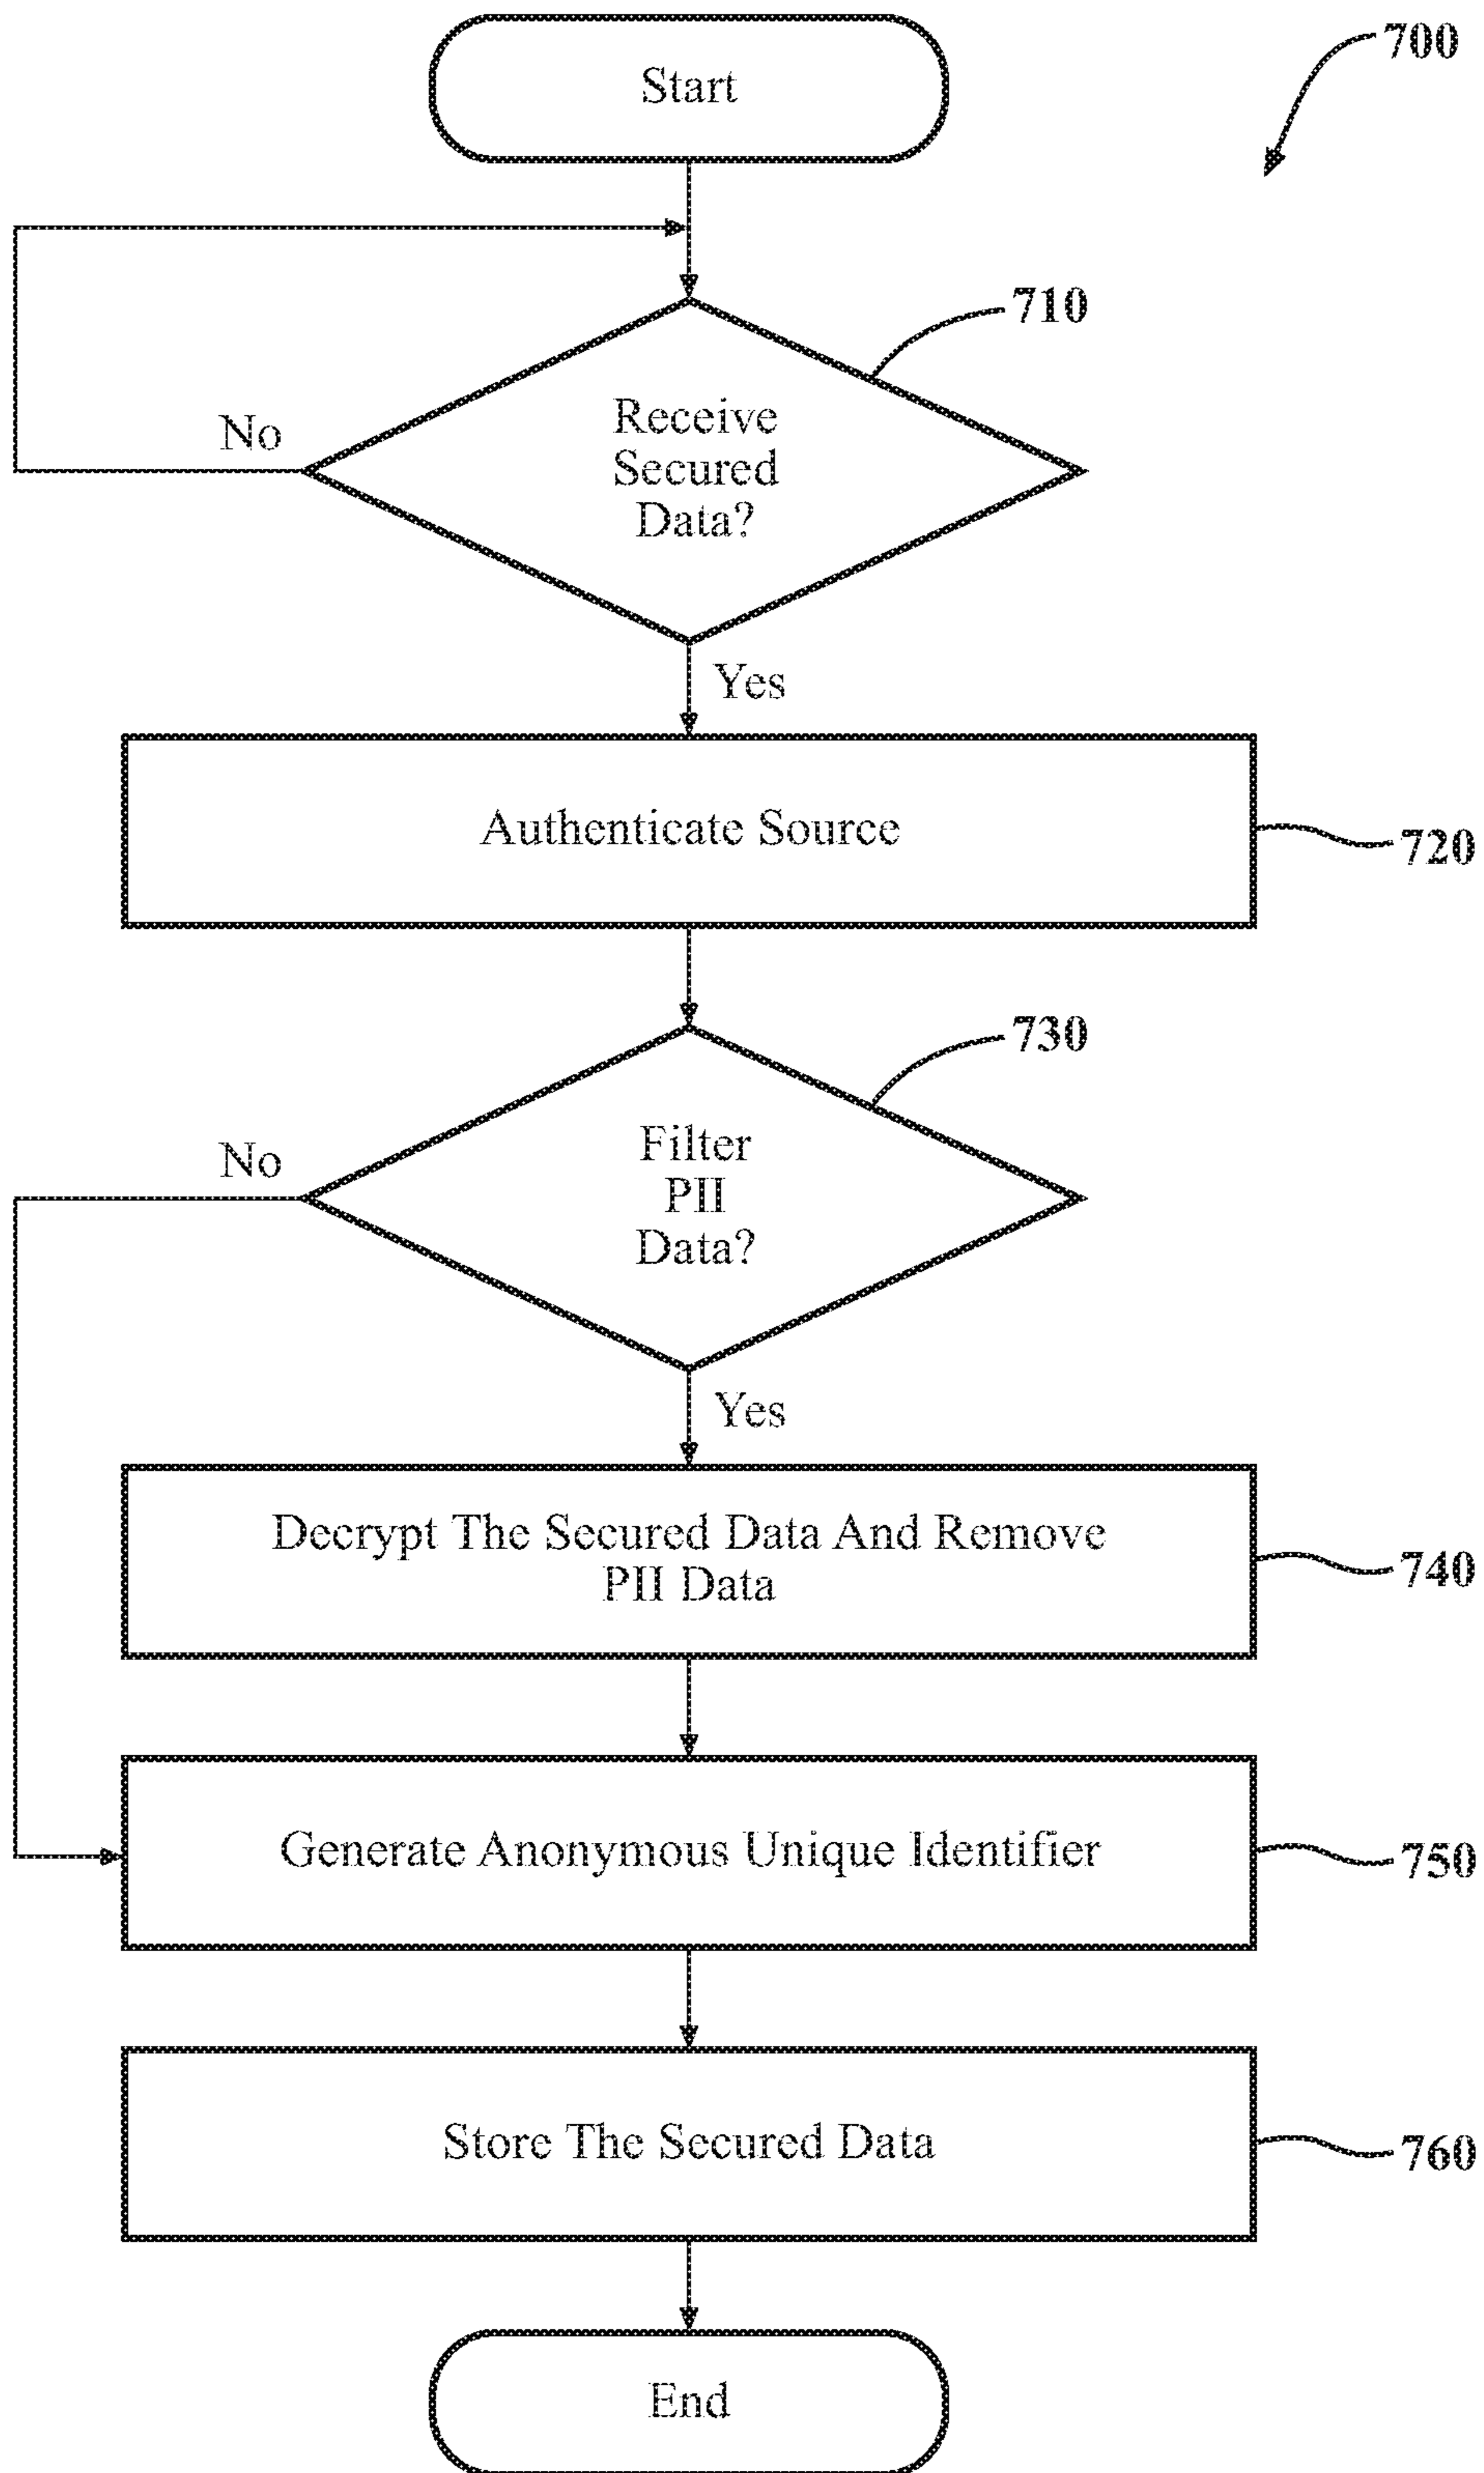 Start
700
710
Receive
Secured
Data?
No
Yes
Authenticate Source
720
730
Filter
PII
Data?
No
Yes
Decrypt The Secured Data And Remove
PII Data
740
Generate Anonymous Unique Identifier
750
Store The Secured Data
760
End